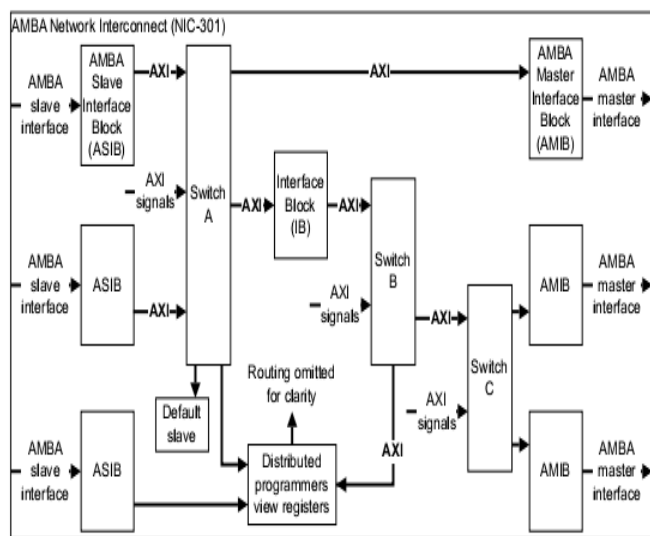 AMBA Network Interconnect (NIC-301)
AMBA
slave
interface
AMBA
Slave
Interface
Block
(ASIB)
AXI
AXI
AMBA
Master
Interface
Block
(AMIB)
AMBA
master
interface
AXI
signals
Switch
A
AXI
Interface
Block
(IB)
AXI
AMBA
slave
interface
ASIB
AXI
AXI
signals
Switch
B
AXI
AXI
signals
Switch
C
AMIB
AMBA
master
interface
Default
slave
Routing omitted
for clarity
AXI
AMBA
slave
interface
ASIB
Distributed
programmers
view registers
AMIB
AMBA
master
interface